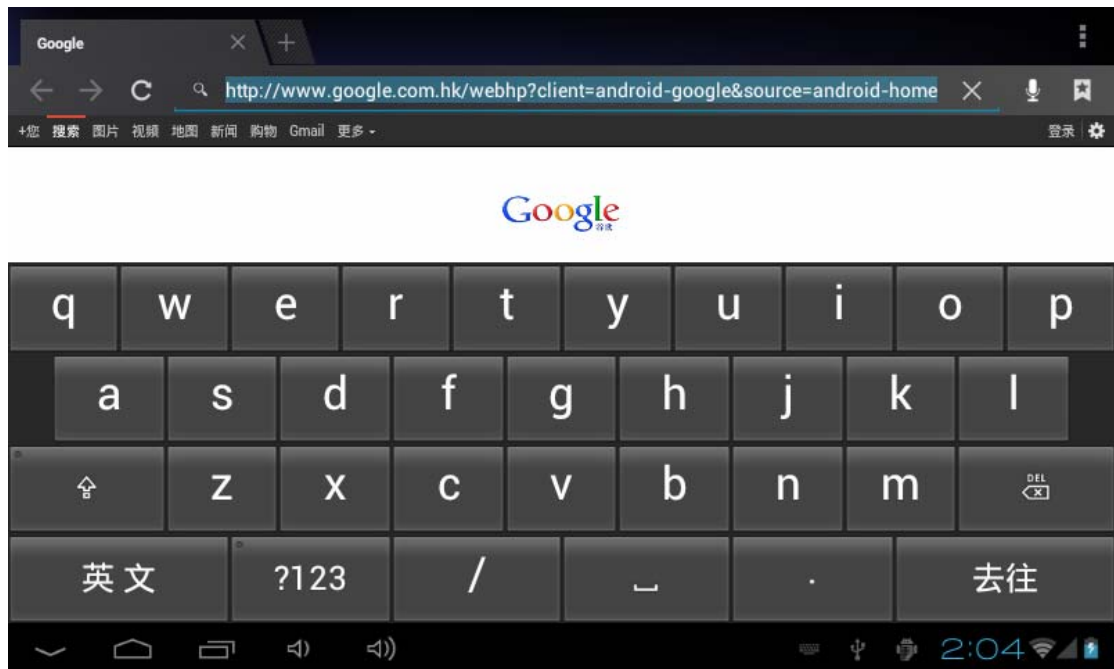 Google
http://www.google.com.hk/webhp?client=android-google&source=android-home
+您 搜索 图片 视频 地图 新闻 购物 Gmail 更多 登录
Google
谷歌
q w e r t y u i o p
a s d f g h j k l
z x c v b n m DEL
英文 ?123 / . 去往
2:04